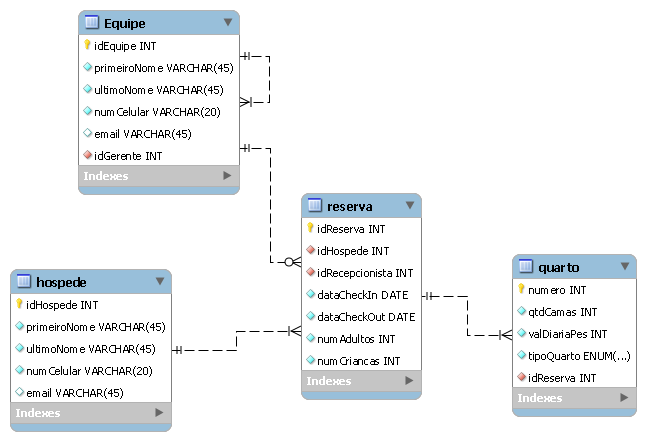 Equipe
idEquipe INT
primeiroNome VARCHAR(45)
ultimoNome VARCHAR(45)
numCelular VARCHAR(20)
email VARCHAR(45)
idGerente INT
Indexes
reserva
idReserva INT
idHospede INT
idRecepcionista INT
dataCheckIn DATE
dataCheckOut DATE
numAdultos INT
numCriancas INT
Indexes
hospede
idHospede INT
primeiroNome VARCHAR(45)
ultimoNome VARCHAR(45)
numCelular VARCHAR(20)
email VARCHAR(45)
Indexes
quarto
numero INT
qtdCamas INT
valDiariaPes INT
tipoQuarto ENUM(...)
idReserva INT
Indexes